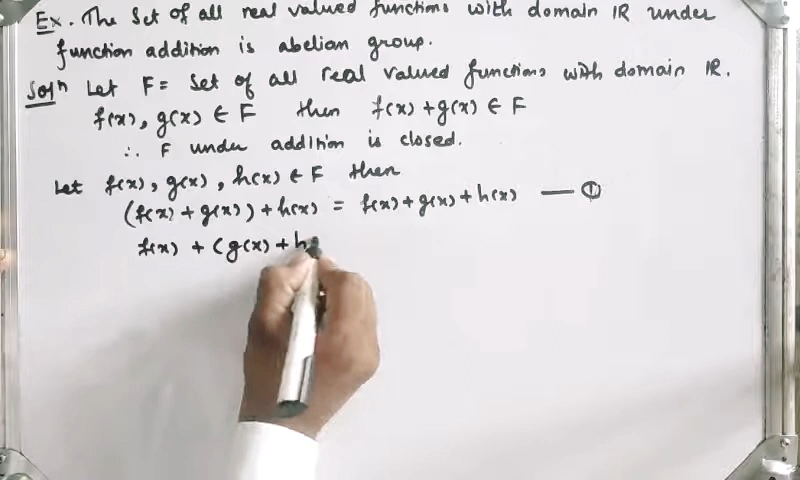 Ex. The Set of all real valued functions with domain IR under
function addition is abelian group.
Solⁿ Let F = Set of all real valued functions with domain IR.
f(x), g(x) ∈ F then f(x) + g(x) ∈ F
∴ F under addition is closed.
Let f(x), g(x), h(x) ∈ F then
(f(x) + g(x)) + h(x) = f(x) + g(x) + h(x) — ①
f(x) + (g(x) + h